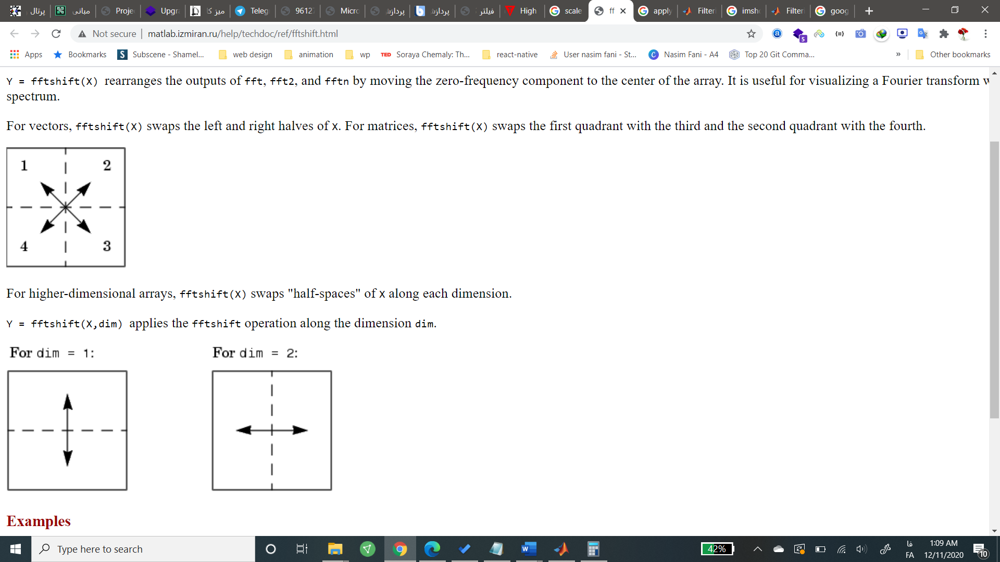 پرتال
مبانی
Proje
Upgr
میز کا
Teleg
9612
Micro
پردازش
پردازش
فیلتر
High
scale
ff
apply
Filteri
imsh
Filteri
goog
Not secure | matlab.izmiran.ru/help/techdoc/ref/fftshift.html
5
Apps
Bookmarks
Subscene - Shamel...
web design
animation
wp
TED Soraya Chemaly: Th...
react-native
User nasim fani - St...
Nasim Fani - A4
Top 20 Git Comma...
»
Other bookmarks
Y = fftshift(X) rearranges the outputs of fft, fft2, and fftn by moving the zero-frequency component to the center of the array. It is useful for visualizing a Fourier transform w
spectrum.
For vectors, fftshift(X) swaps the left and right halves of X. For matrices, fftshift(X) swaps the first quadrant with the third and the second quadrant with the fourth.
1 2
4 3
For higher-dimensional arrays, fftshift(X) swaps "half-spaces" of X along each dimension.
Y = fftshift(X,dim) applies the fftshift operation along the dimension dim.
For dim = 1: For dim = 2:
Examples
Type here to search
42%
فا
FA
1:09 AM
12/11/2020
10